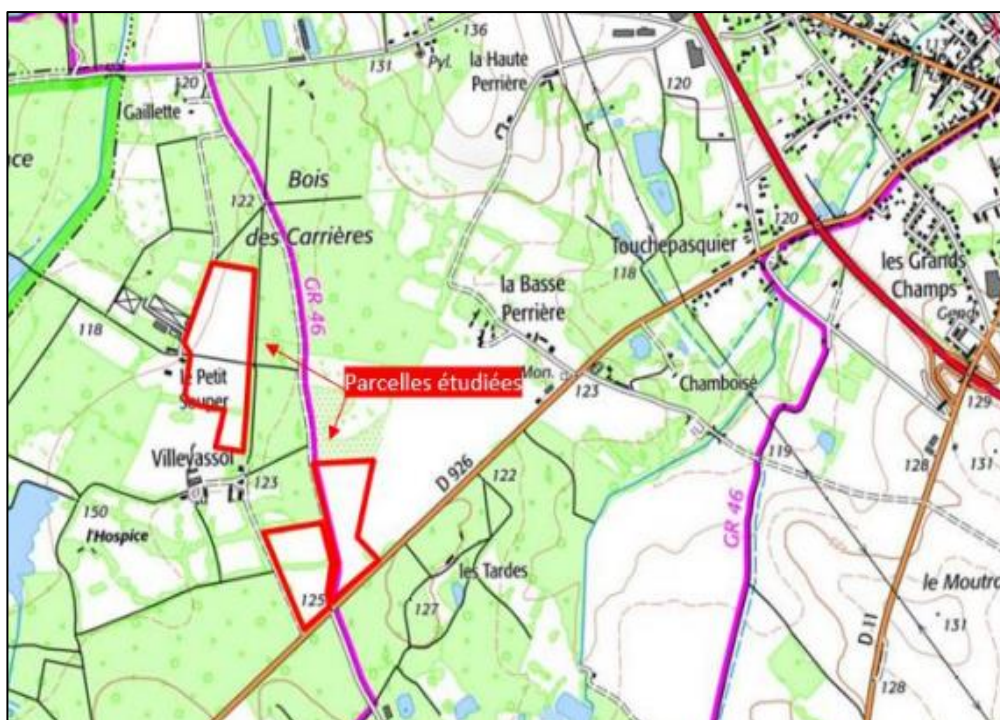 136
la Haute
Perrière
131
Pyl.
120
120
Gaillette
Bois
122
des Carrières
GR 46
Touchepasquier
120
118
les Grands
Champs
la Basse
Perrière
118
Parcelles étudiées
le Petit
Souper
Mon.
123
Chamboisé
129
Villevassol
123
D 926
122
119
128
131
150
l'Hospice
GR 46
les Tardes
125
127
le Moutro
131
D 11
128